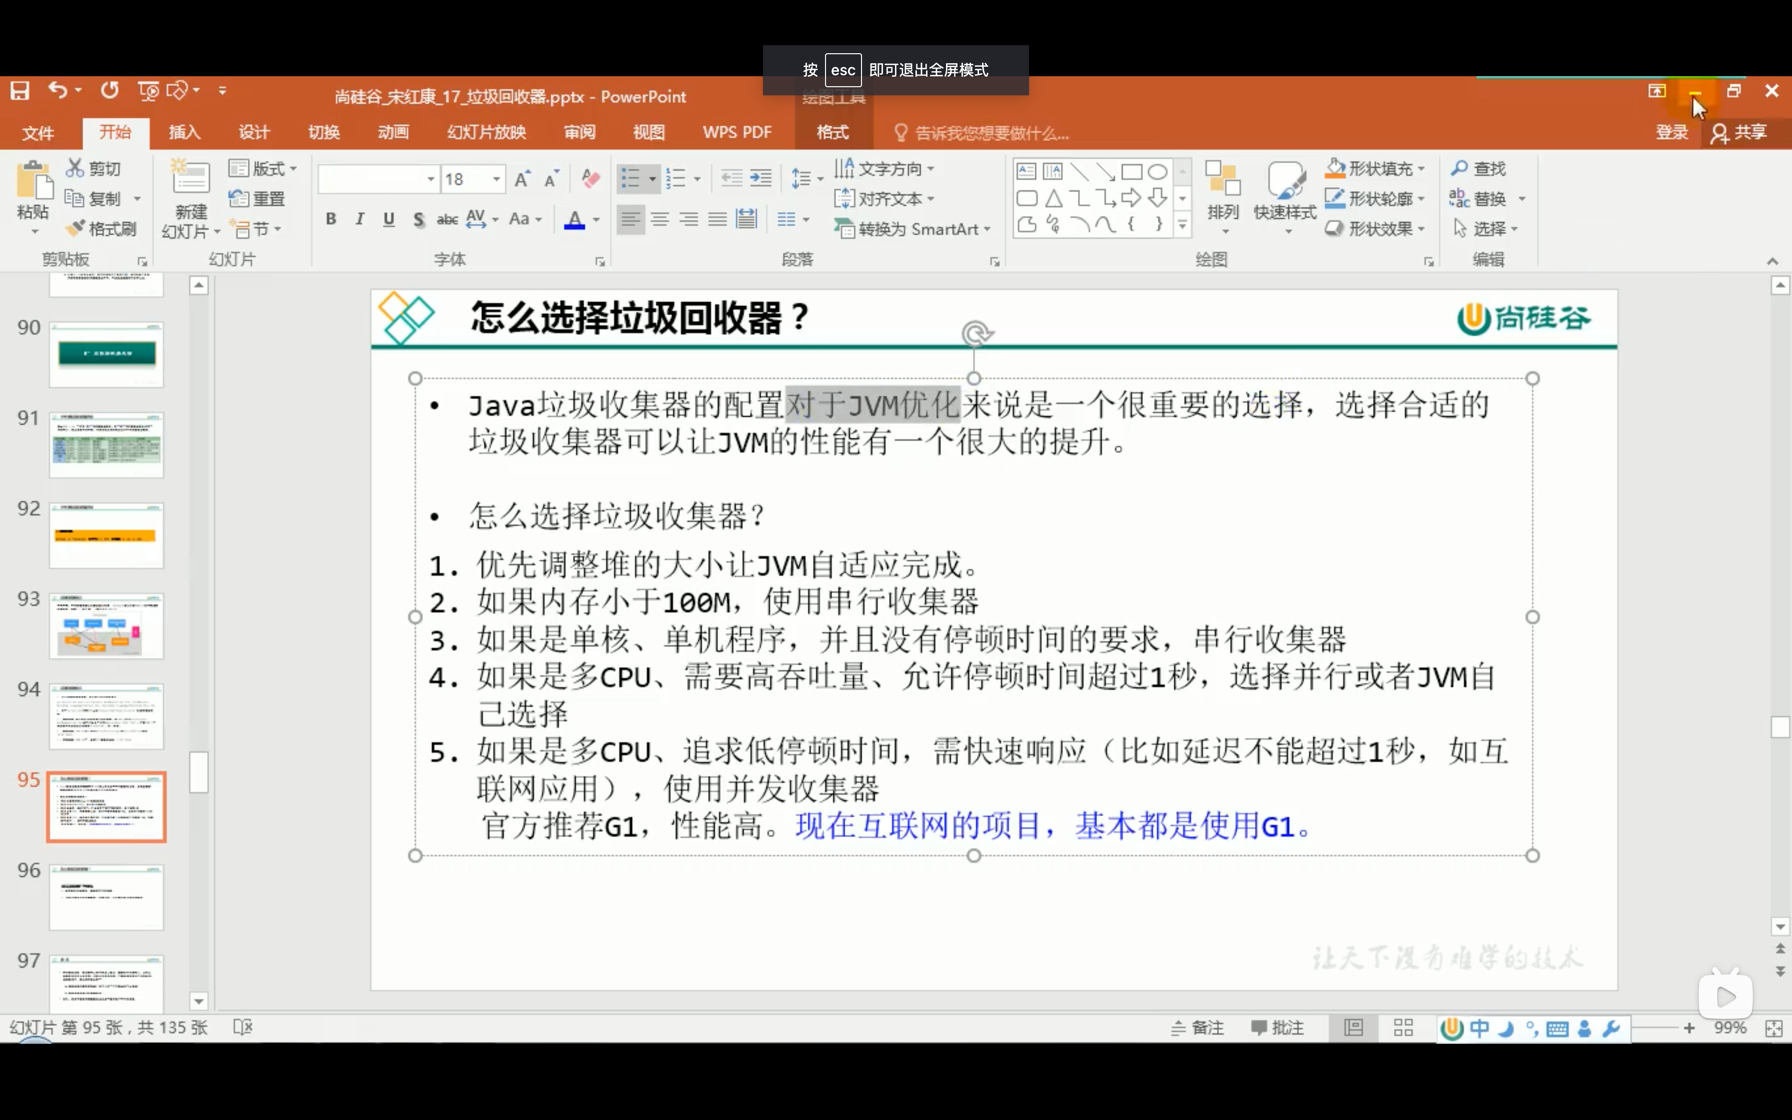 按 esc 即可退出全屏模式
尚硅谷_宋红康_17_垃圾回收器.pptx - PowerPoint
绘图工具
文件 开始 插入 设计 切换 动画 幻灯片放映 审阅 视图 WPS PDF 格式 告诉我您想要做什么... 登录 共享
粘贴 剪切 复制 格式刷 剪贴板
新建 幻灯片 版式 重置 节 幻灯片
18
B I U S abc AV Aa A 字体
文字方向 对齐文本 转换为 SmartArt 段落
排列 快速样式 形状填充 形状轮廓 形状效果 绘图
查找 替换 选择 编辑
90
91
92
93
94
95
96
97
怎么选择垃圾回收器？
尚硅谷
• Java垃圾收集器的配置对于JVM优化来说是一个很重要的选择，选择合适的
垃圾收集器可以让JVM的性能有一个很大的提升。
• 怎么选择垃圾收集器？
1. 优先调整堆的大小让JVM自适应完成。
2. 如果内存小于100M，使用串行收集器
3. 如果是单核、单机程序，并且没有停顿时间的要求，串行收集器
4. 如果是多CPU、需要高吞吐量、允许停顿时间超过1秒，选择并行或者JVM自
己选择
5. 如果是多CPU、追求低停顿时间，需快速响应（比如延迟不能超过1秒，如互
联网应用），使用并发收集器
官方推荐G1，性能高。现在互联网的项目，基本都是使用G1。
让天下没有难学的技术
幻灯片 第 95 张，共 135 张 备注 批注 中 99%